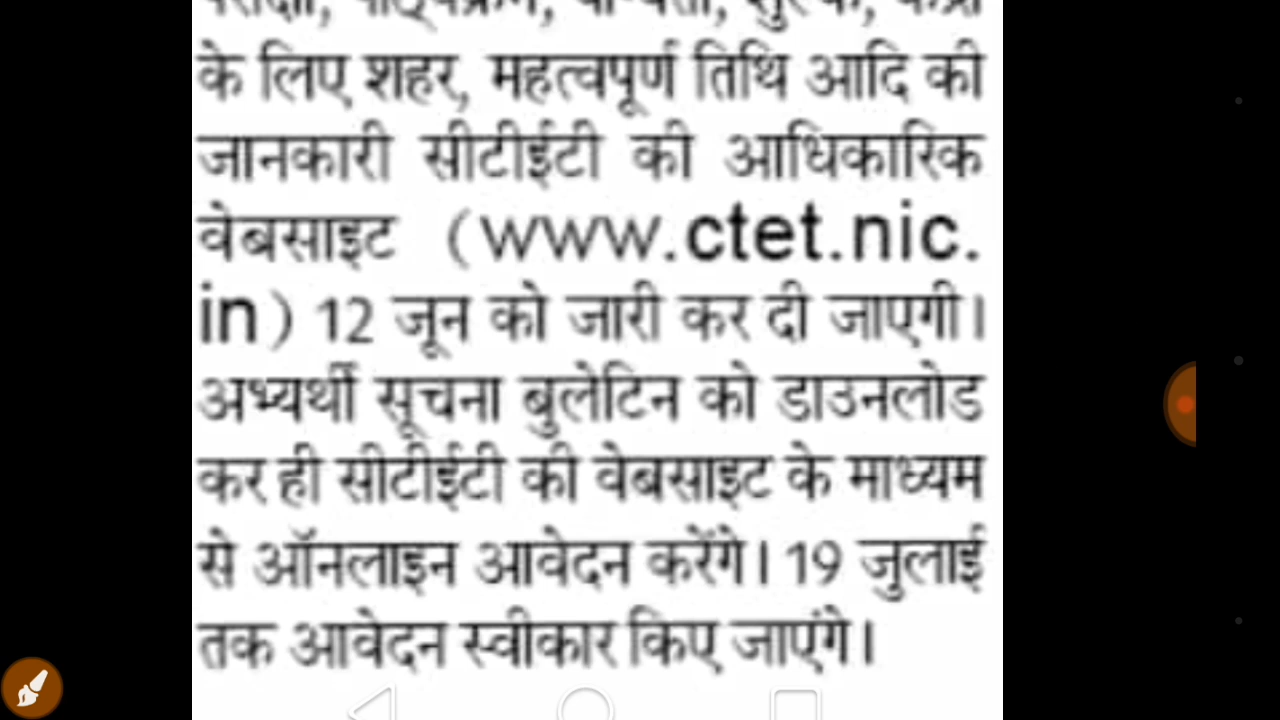 के लिए शहर, महत्वपूर्ण तिथि आदि की
जानकारी सीटीईटी की आधिकारिक
वेबसाइट (www.ctet.nic.
in) 12 जून को जारी कर दी जाएगी।
अभ्यर्थी सूचना बुलेटिन को डाउनलोड
कर ही सीटीईटी की वेबसाइट के माध्यम
से ऑनलाइन आवेदन करेंगे। 19 जुलाई
तक आवेदन स्वीकार किए जाएंगे।